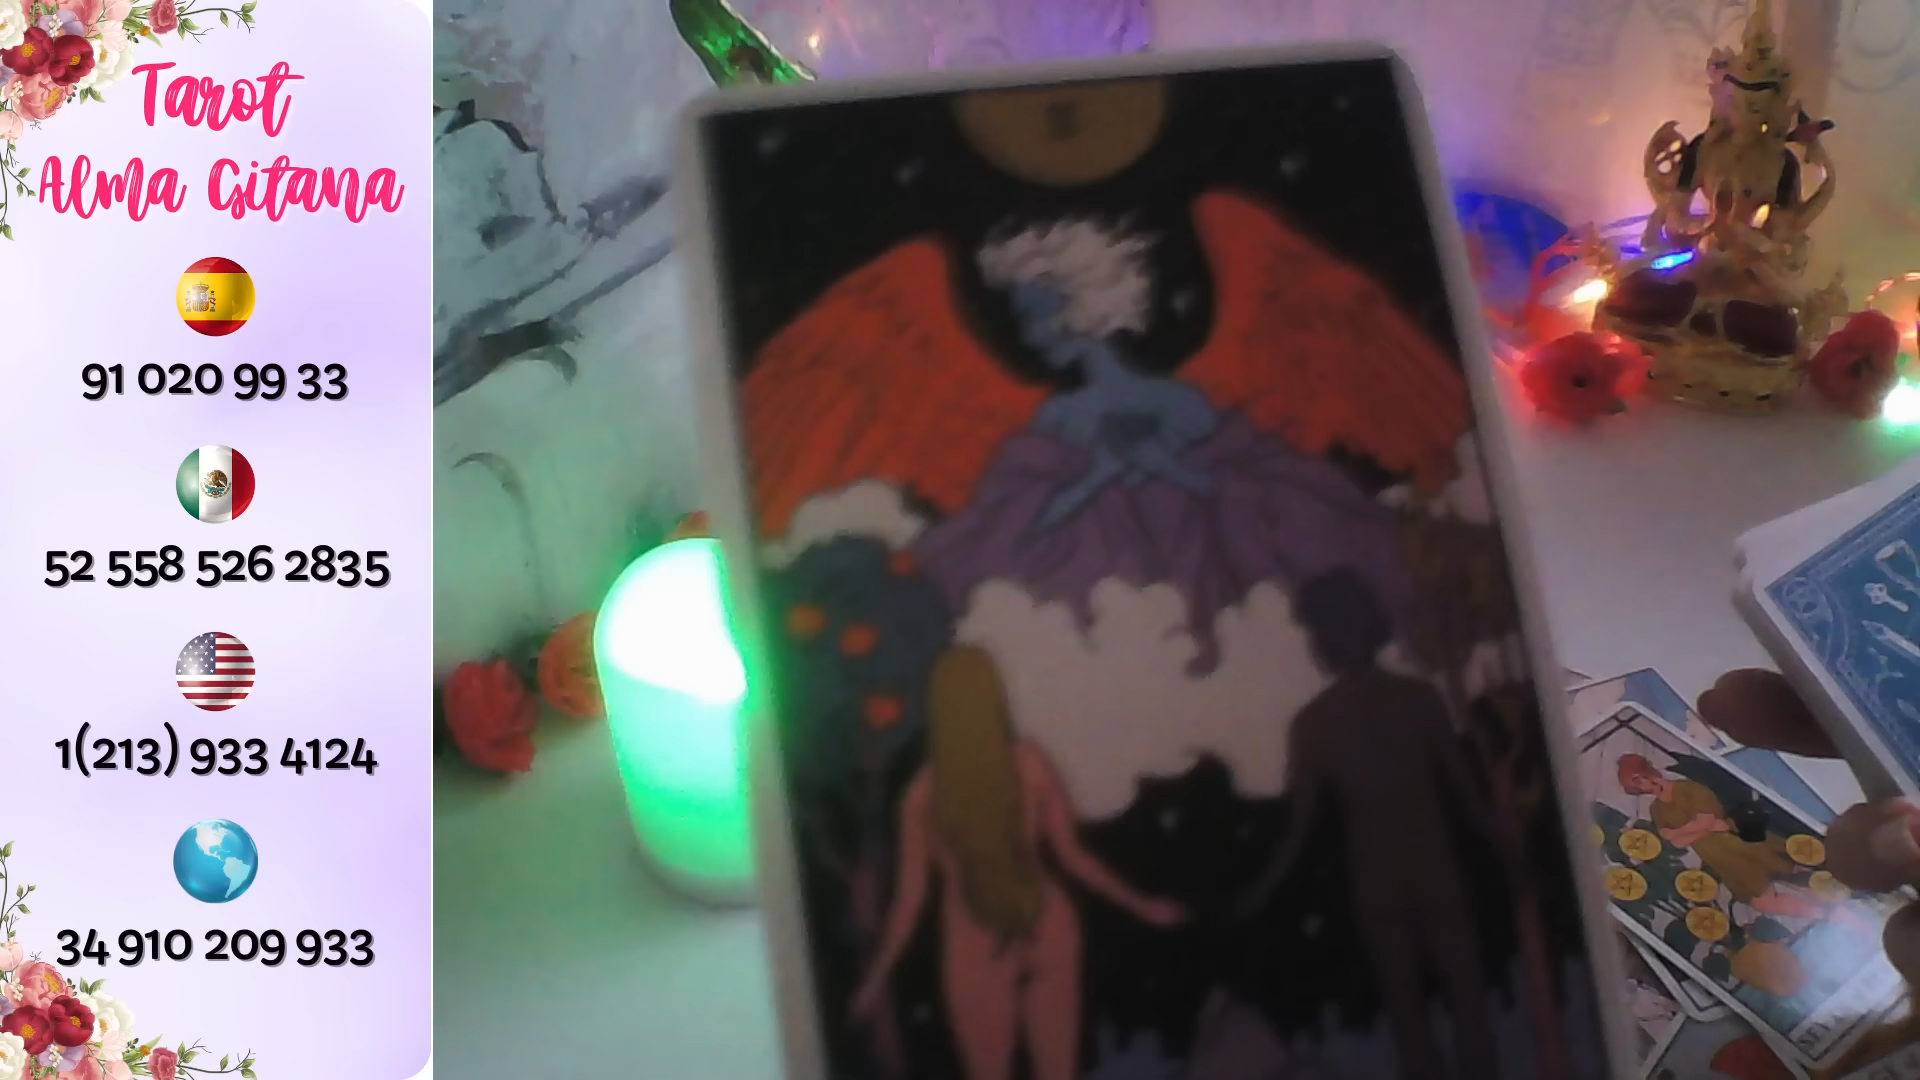 Tarot
Alma Gitana
91 020 99 33
52 558 526 2835
1(213) 933 4124
34 910 209 933